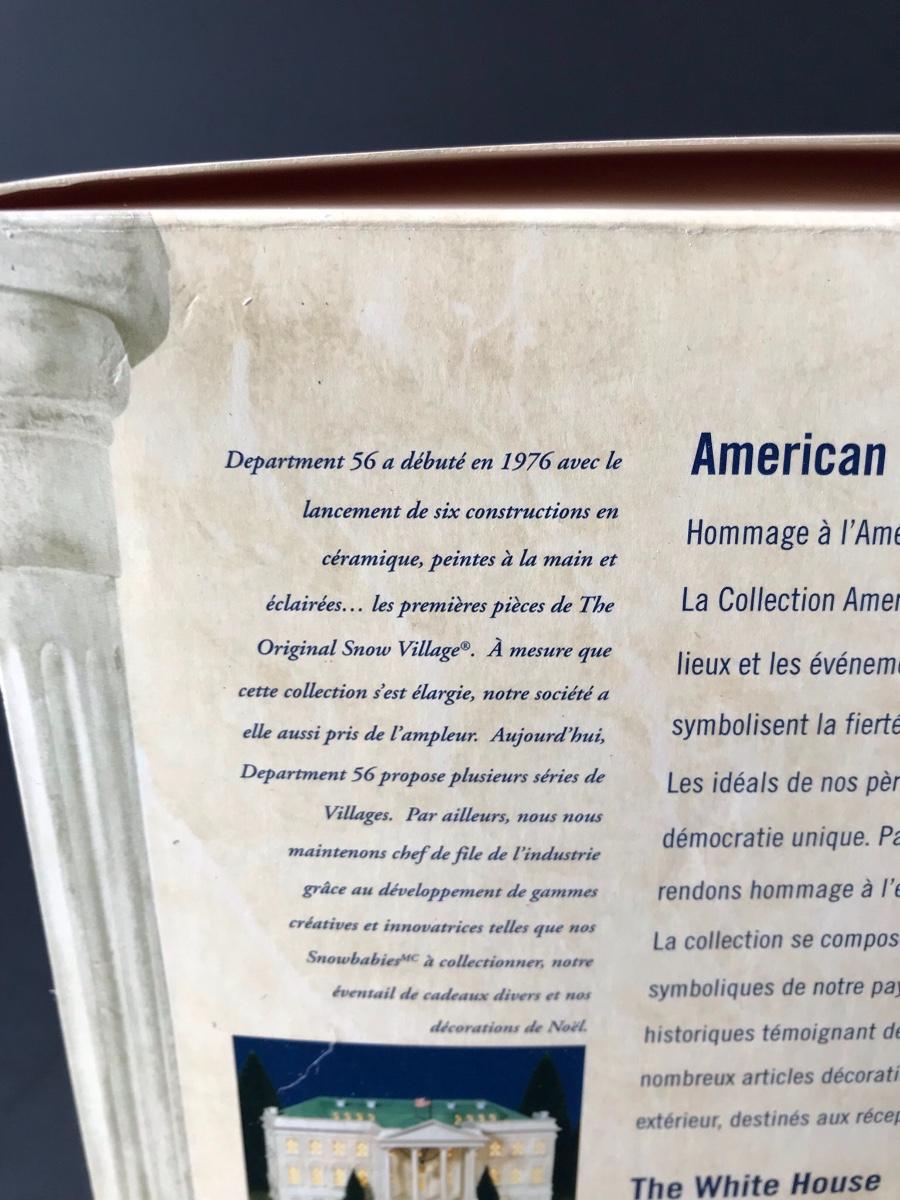 Department 56 a débuté en 1976 avec le
lancement de six constructions en
céramique, peintes à la main et
éclairées... les premières pièces de The
Original Snow Village®. À mesure que
cette collection s'est élargie, notre société a
elle aussi pris de l'ampleur. Aujourd'hui,
Department 56 propose plusieurs séries de
Villages. Par ailleurs, nous nous
maintenons chef de file de l'industrie
grâce au développement de gammes
créatives et innovatrices telles que nos
Snowbabies MC à collectionner, notre
éventail de cadeaux divers et nos
décorations de Noël.
American
Hommage à l'Amé
La Collection Amer
lieux et les événem
symbolisent la fierté
Les idéals de nos pèr
démocratie unique. Pa
rendons hommage à l'e
La collection se compos
symboliques de notre pay
historiques témoignant de
nombreux articles décorati
extérieur, destinés aux récep
The White House